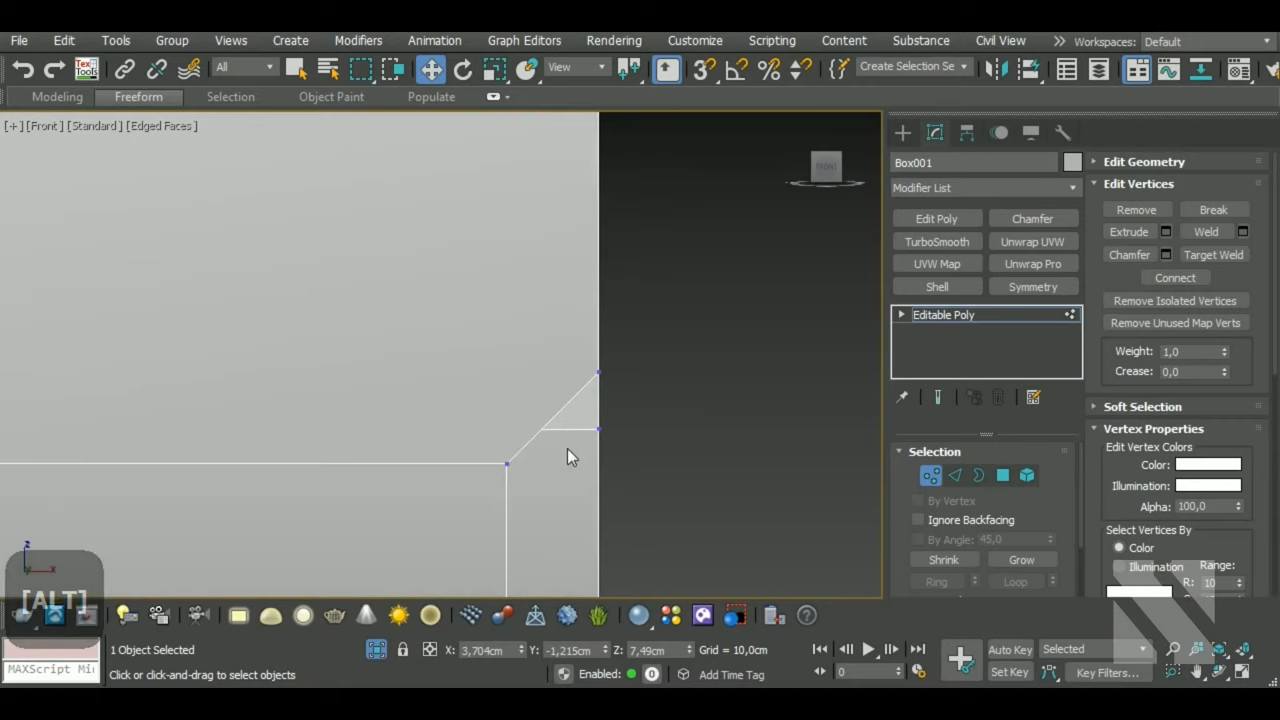 File Edit Tools Group Views Create Modifiers Animation Graph Editors Rendering Customize Scripting Content Substance Civil View Workspaces: Default
Tex Tools All View Create Selection Se
Modeling Freeform Selection Object Paint Populate
[+] [Front] [Standard] [Edged Faces]
FRONT
Box001
Modifier List
Edit Poly Chamfer
TurboSmooth Unwrap UVW
UVW Map Unwrap Pro
Shell Symmetry
Editable Poly
Selection
By Vertex
Ignore Backfacing
By Angle: 45,0
Shrink Grow
Ring Loop
Edit Geometry
Edit Vertices
Remove Break
Extrude Weld
Chamfer Target Weld
Connect
Remove Isolated Vertices
Remove Unused Map Verts
Weight: 1,0
Crease: 0,0
Soft Selection
Vertex Properties
Edit Vertex Colors
Color:
Illumination:
Alpha: 100,0
Select Vertices By
Color
Illumination Range:
R: 10
z
x
[ALT]
1 Object Selected X: 3,704cm Y: -1,215cm Z: 7,49cm Grid = 10,0cm Auto Key Selected
MAXScript Mi Click or click-and-drag to select objects Enabled: 0 Add Time Tag 0 Set Key Key Filters...